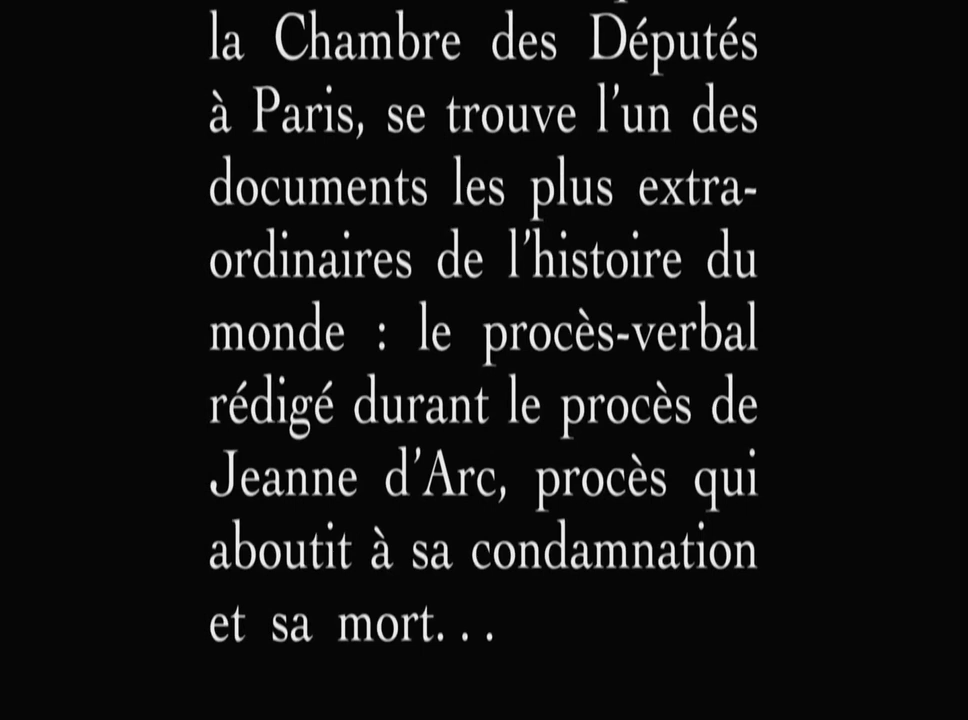 la Chambre des Députés
à Paris, se trouve l'un des
documents les plus extra-
ordinaires de l'histoire du
monde : le procès-verbal
rédigé durant le procès de
Jeanne d'Arc, procès qui
aboutit à sa condamnation
et sa mort. . .